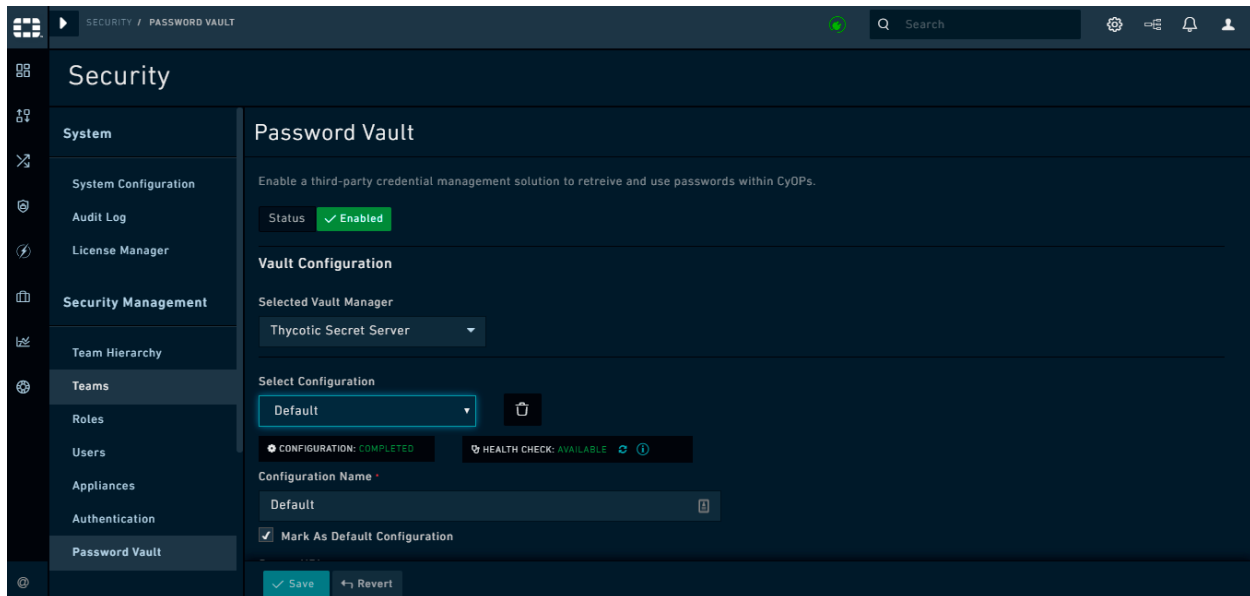 SECURITY / PASSWORD VAULT
Search
Security
System
System Configuration
Audit Log
License Manager
Security Management
Team Hierarchy
Teams
Roles
Users
Appliances
Authentication
Password Vault
@
Password Vault
Enable a third-party credential management solution to retreive and use passwords within CyOPs.
Status Enabled
Vault Configuration
Selected Vault Manager
Thycotic Secret Server
Select Configuration
Default
CONFIGURATION: COMPLETED HEALTH CHECK: AVAILABLE
Configuration Name *
Default
Mark As Default Configuration
Save Revert